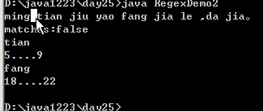 D:\java1223\day25>java RegexDemo2
ming tian jiu yao fang jia le ,da jia。
matches:false
tian
5....9
fang
18....22
D:\java1223\day25>